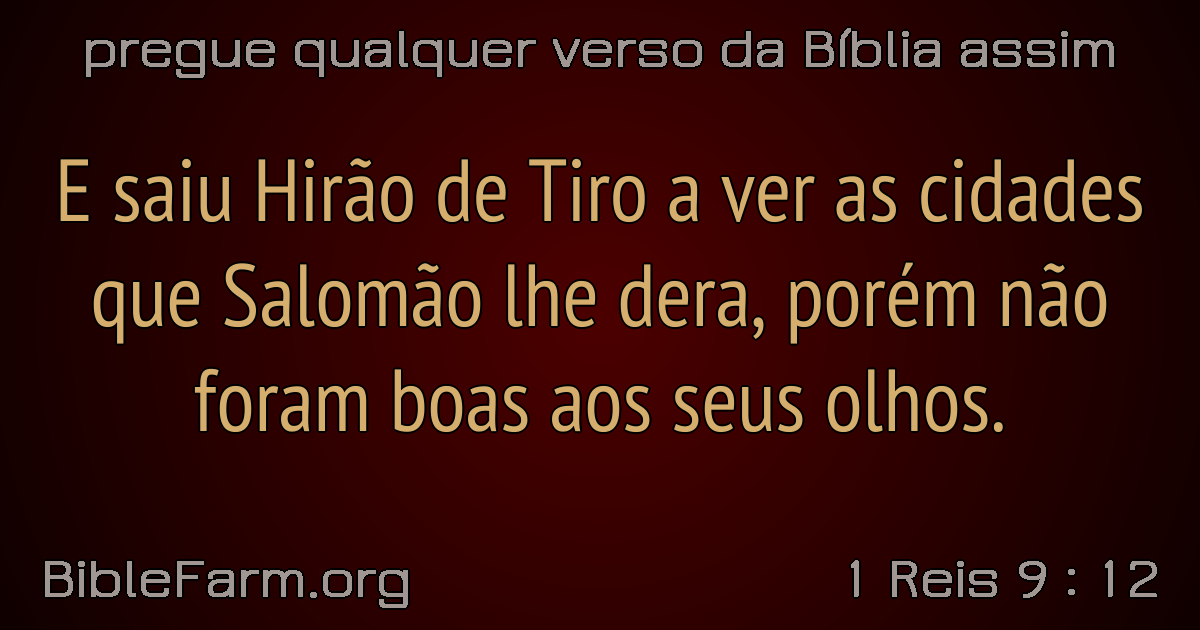 pregue qualquer verso da Bíblia assim
E saiu Hirão de Tiro a ver as cidades
que Salomão lhe dera, porém não
foram boas aos seus olhos.
BibleFarm.org
1 Reis 9 : 12